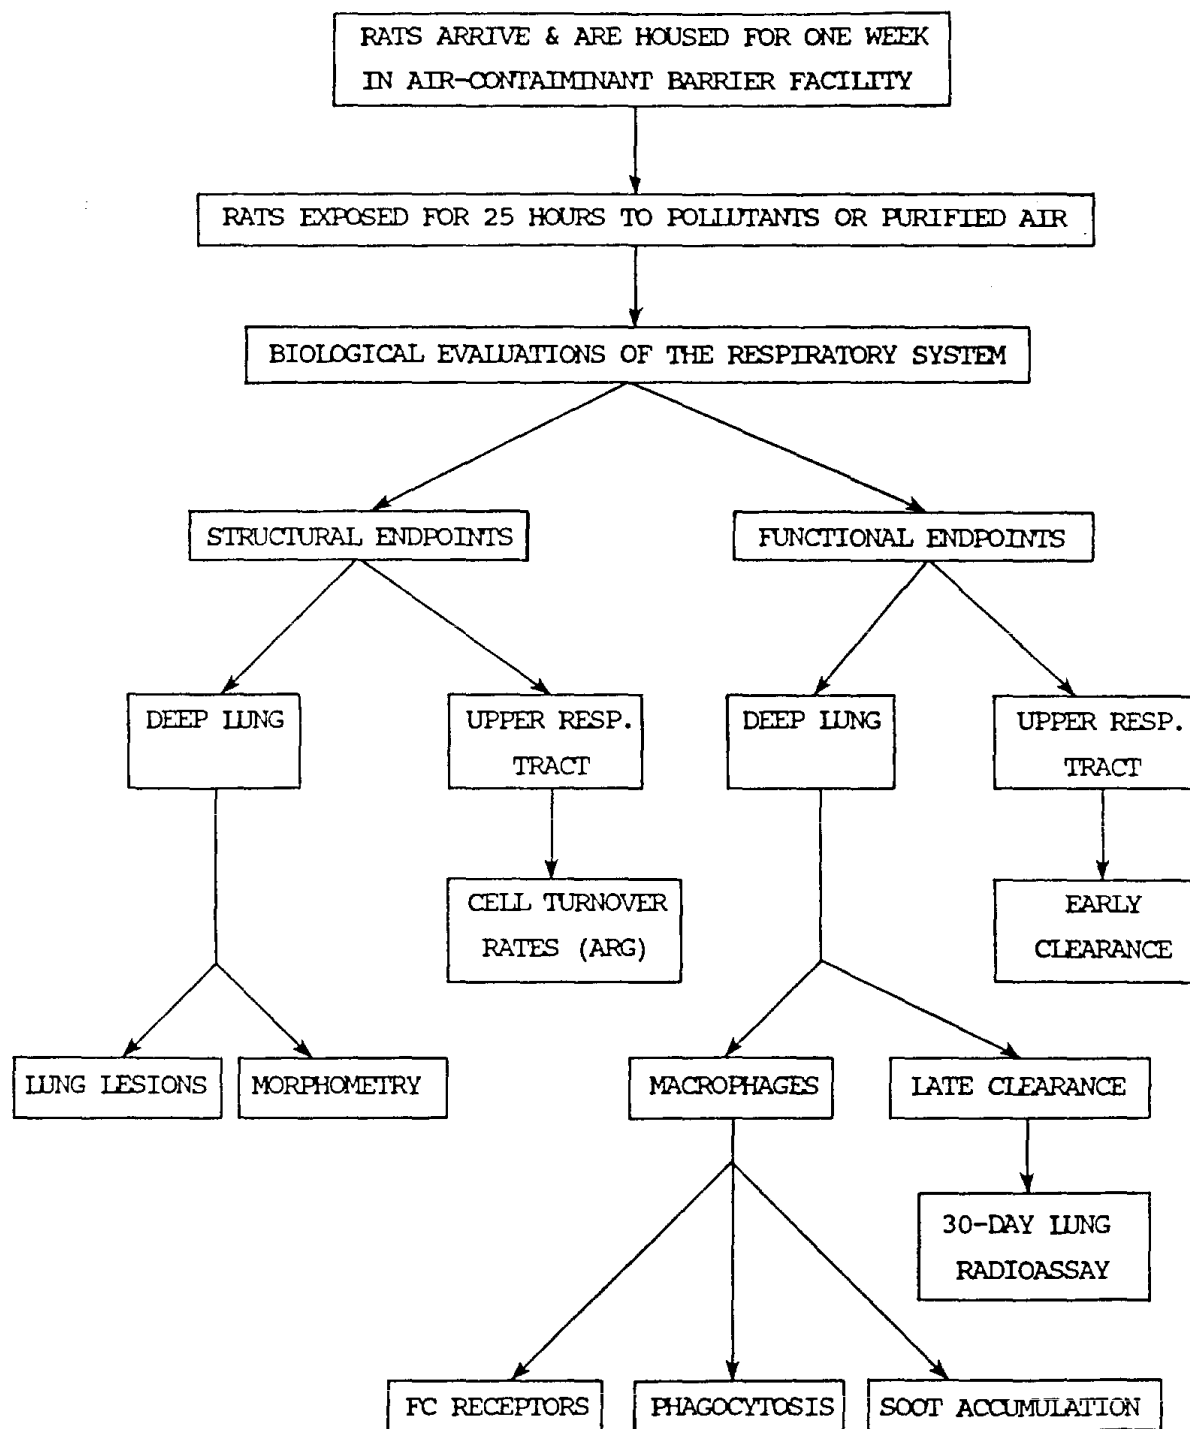 RATS ARRIVE & ARE HOUSED FOR ONE WEEK
IN AIR-CONTAIMINANT BARRIER FACILITY
RATS EXPOSED FOR 25 HOURS TO POLLUTANTS OR PURIFIED AIR
BIOLOGICAL EVALUATIONS OF THE RESPIRATORY SYSTEM
STRUCTURAL ENDPOINTS
FUNCTIONAL ENDPOINTS
DEEP LUNG
UPPER RESP.
TRACT
DEEP LUNG
UPPER RESP.
TRACT
CELL TURNOVER
RATES (ARG)
EARLY
CLEARANCE
LUNG LESIONS
MORPHOMETRY
MACROPHAGES
LATE CLEARANCE
30-DAY LUNG
RADIOASSAY
FC RECEPTORS
PHAGOCYTOSIS
SOOT ACCUMULATION